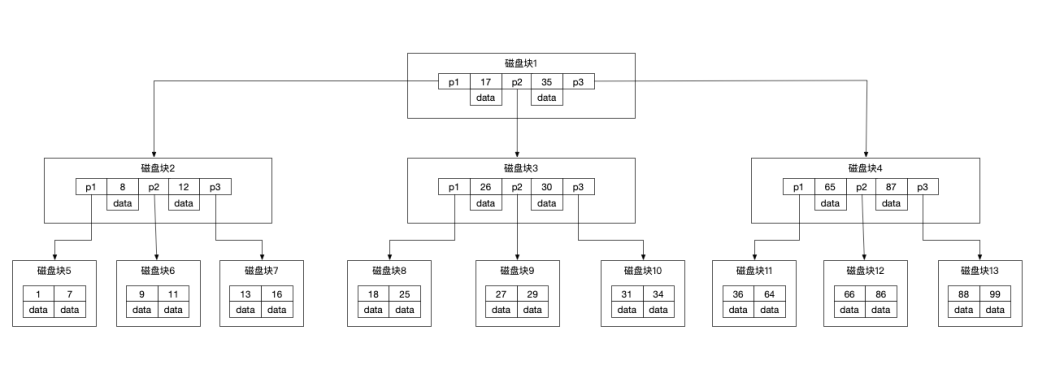 磁盘块1
p1 17 p2 35 p3
data data
磁盘块2 磁盘块3 磁盘块4
p1 8 p2 12 p3 p1 26 p2 30 p3 p1 65 p2 87 p3
data data data data data data
磁盘块5 磁盘块6 磁盘块7 磁盘块8 磁盘块9 磁盘块10 磁盘块11 磁盘块12 磁盘块13
1 7 9 11 13 16 18 25 27 29 31 34 36 64 66 86 88 99
data data data data data data data data data data data data data data data data data data